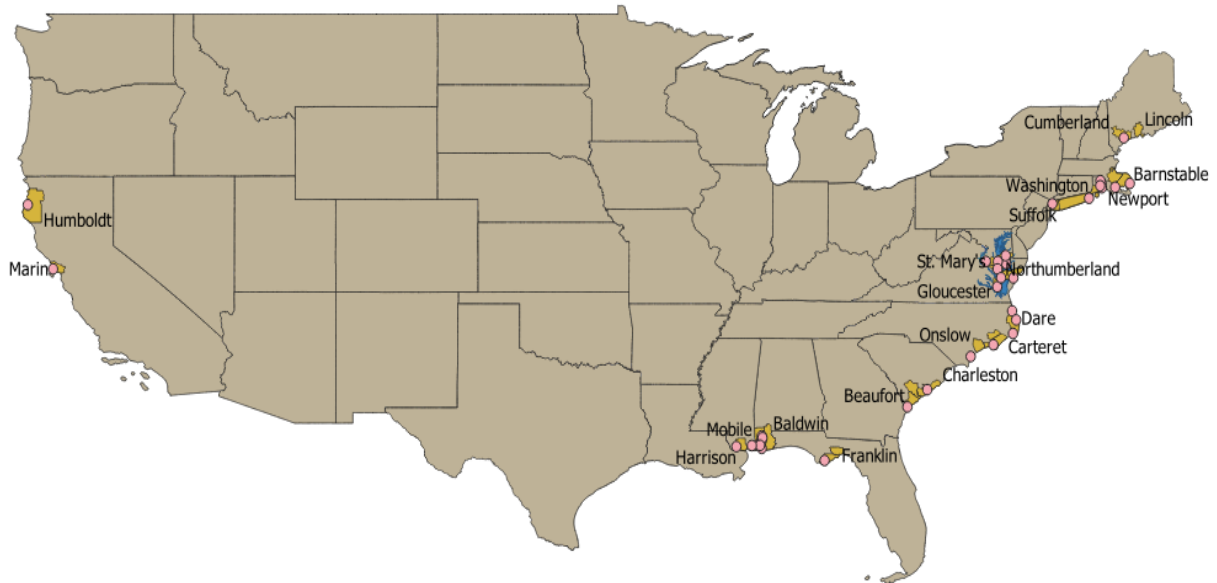 Cumberland
Lincoln
Barnstable
Washington
Newport
Suffolk
Humboldt
St. Mary's
Northumberland
Marin
Gloucester
Dare
Onslow
Carteret
Charleston
Beaufort
Mobile
Baldwin
Harrison
Franklin